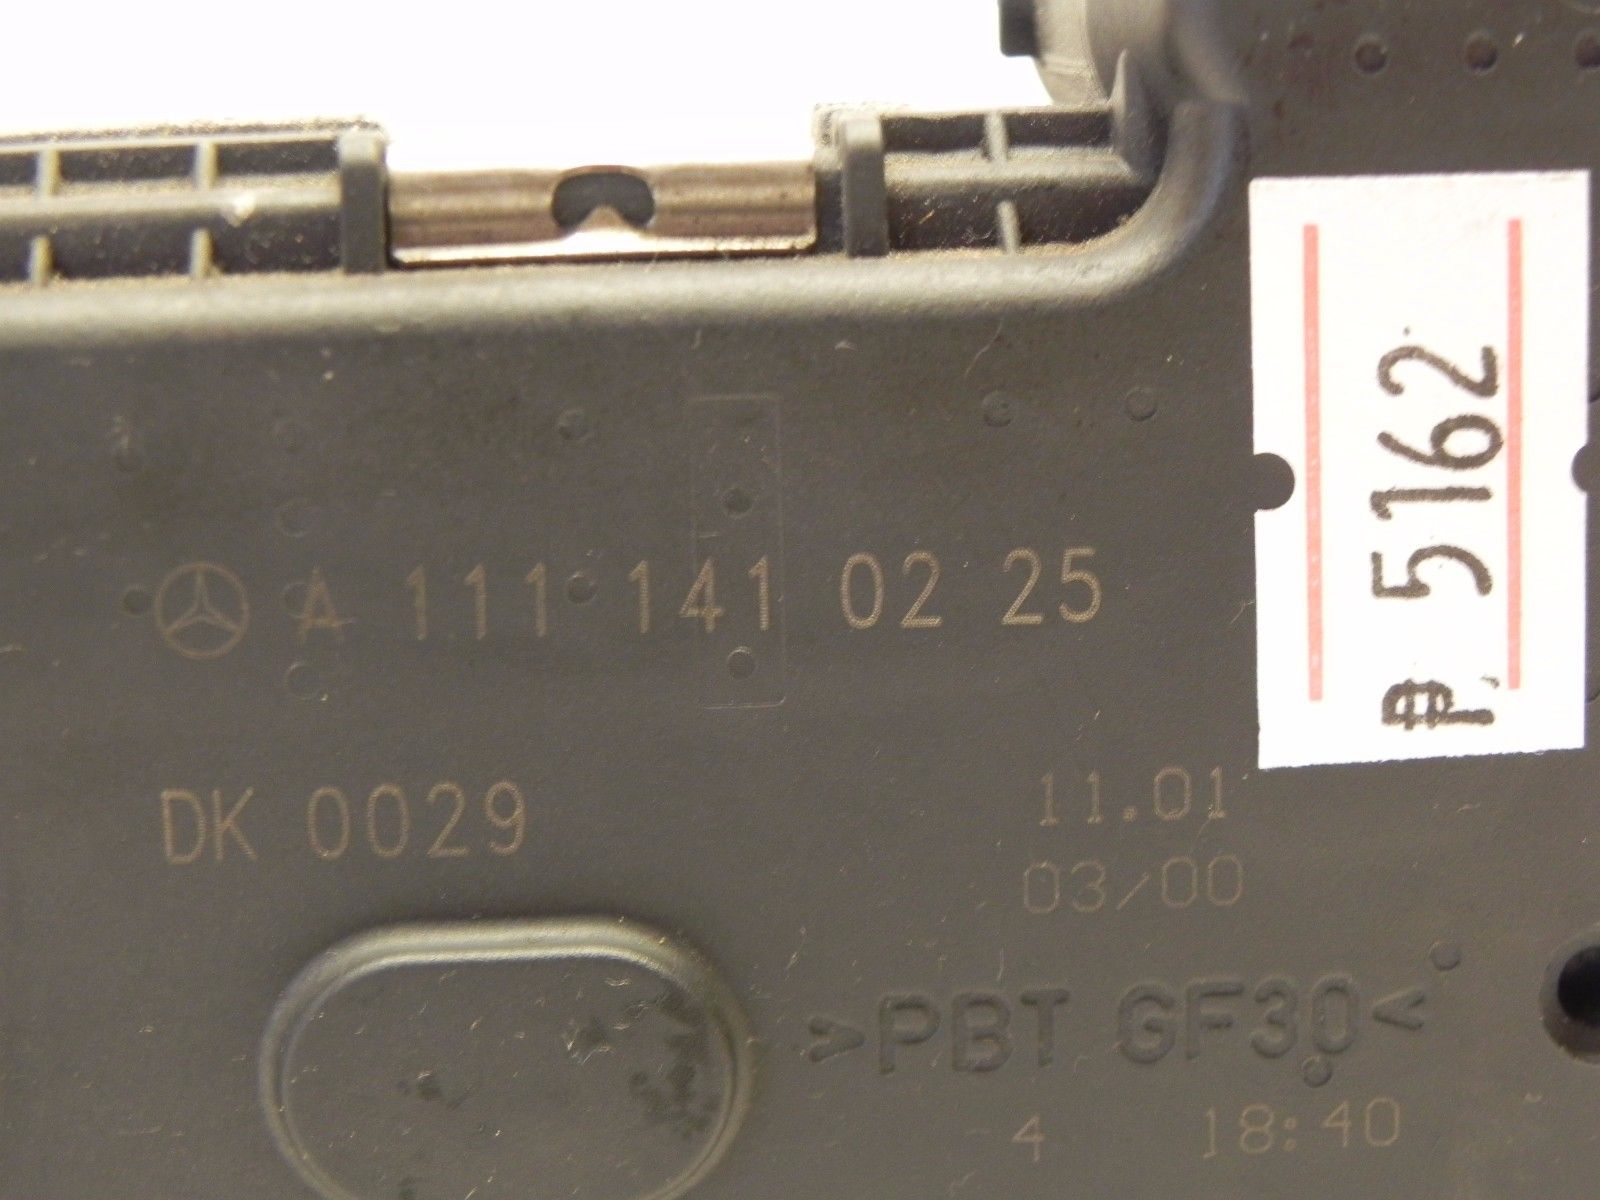 A 111 141 02 25
₱. 5162
DK 0029
11.01
03/00
>PBT GF30<
4 18:40